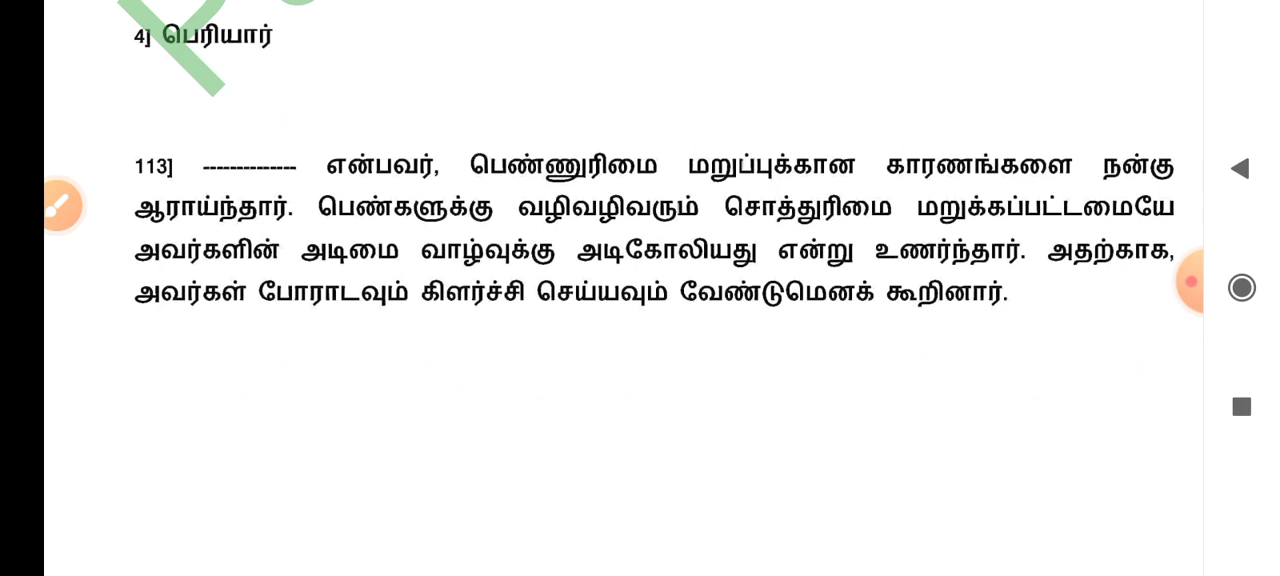 4] பெரியார்
113] -------------- என்பவர், பெண்ணுரிமை மறுப்புக்கான காரணங்களை நன்கு
ஆராய்ந்தார். பெண்களுக்கு வழிவழிவரும் சொத்துரிமை மறுக்கப்பட்டமையே
அவர்களின் அடிமை வாழ்வுக்கு அடிகோலியது என்று உணர்ந்தார். அதற்காக,
அவர்கள் போராடவும் கிளர்ச்சி செய்யவும் வேண்டுமெனக் கூறினார்.